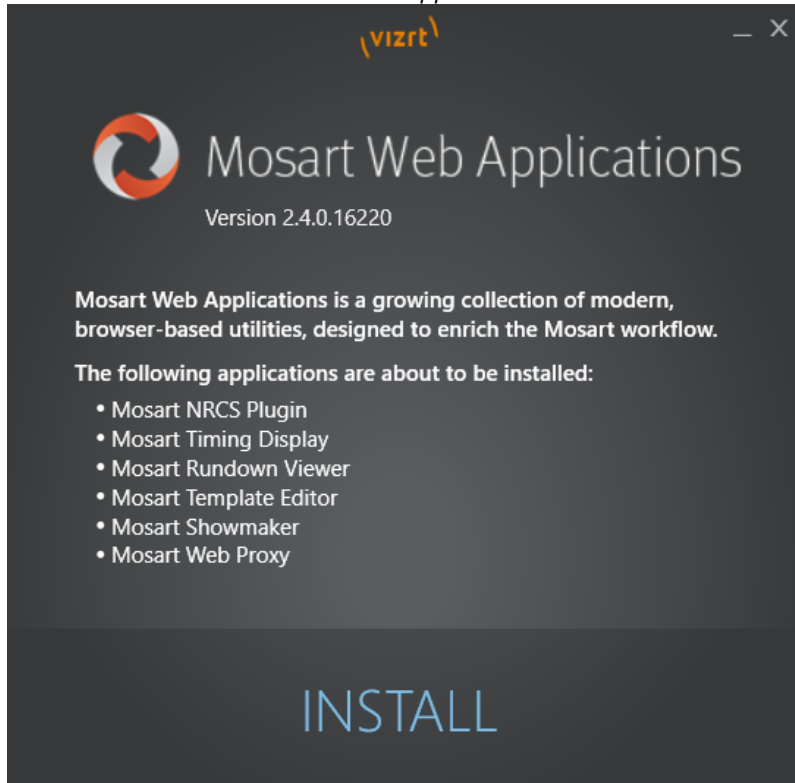 vizrt
Mosart Web Applications
Version 2.4.0.16220
Mosart Web Applications is a growing collection of modern,
browser-based utilities, designed to enrich the Mosart workflow.
The following applications are about to be installed:
• Mosart NRCS Plugin
• Mosart Timing Display
• Mosart Rundown Viewer
• Mosart Template Editor
• Mosart Showmaker
• Mosart Web Proxy
INSTALL